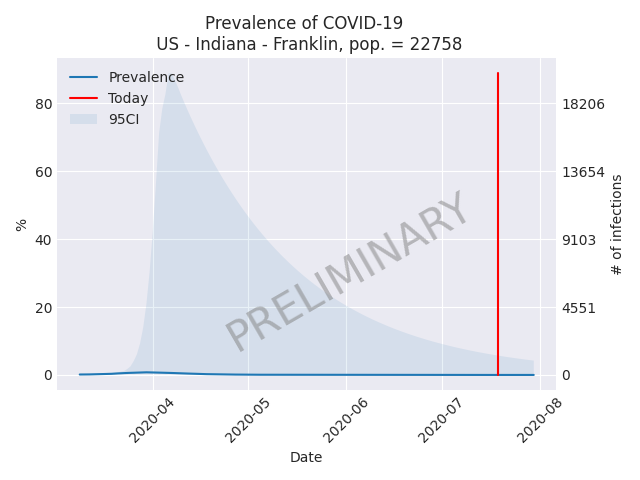 Prevalence of COVID-19
US - Indiana - Franklin, pop. = 22758
Prevalence
Today
95CI
80
60
40
20
0
%
18206
13654
9103
4551
0
# of infections
PRELIMINARY
2020-04
2020-05
2020-06
2020-07
2020-08
Date